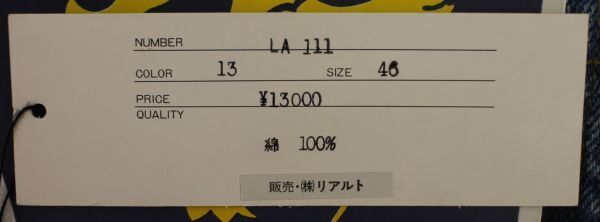 NUMBER LA 111
COLOR 13 SIZE 46
PRICE ¥13000
QUALITY
綿 100%
販売・㈱リアルト